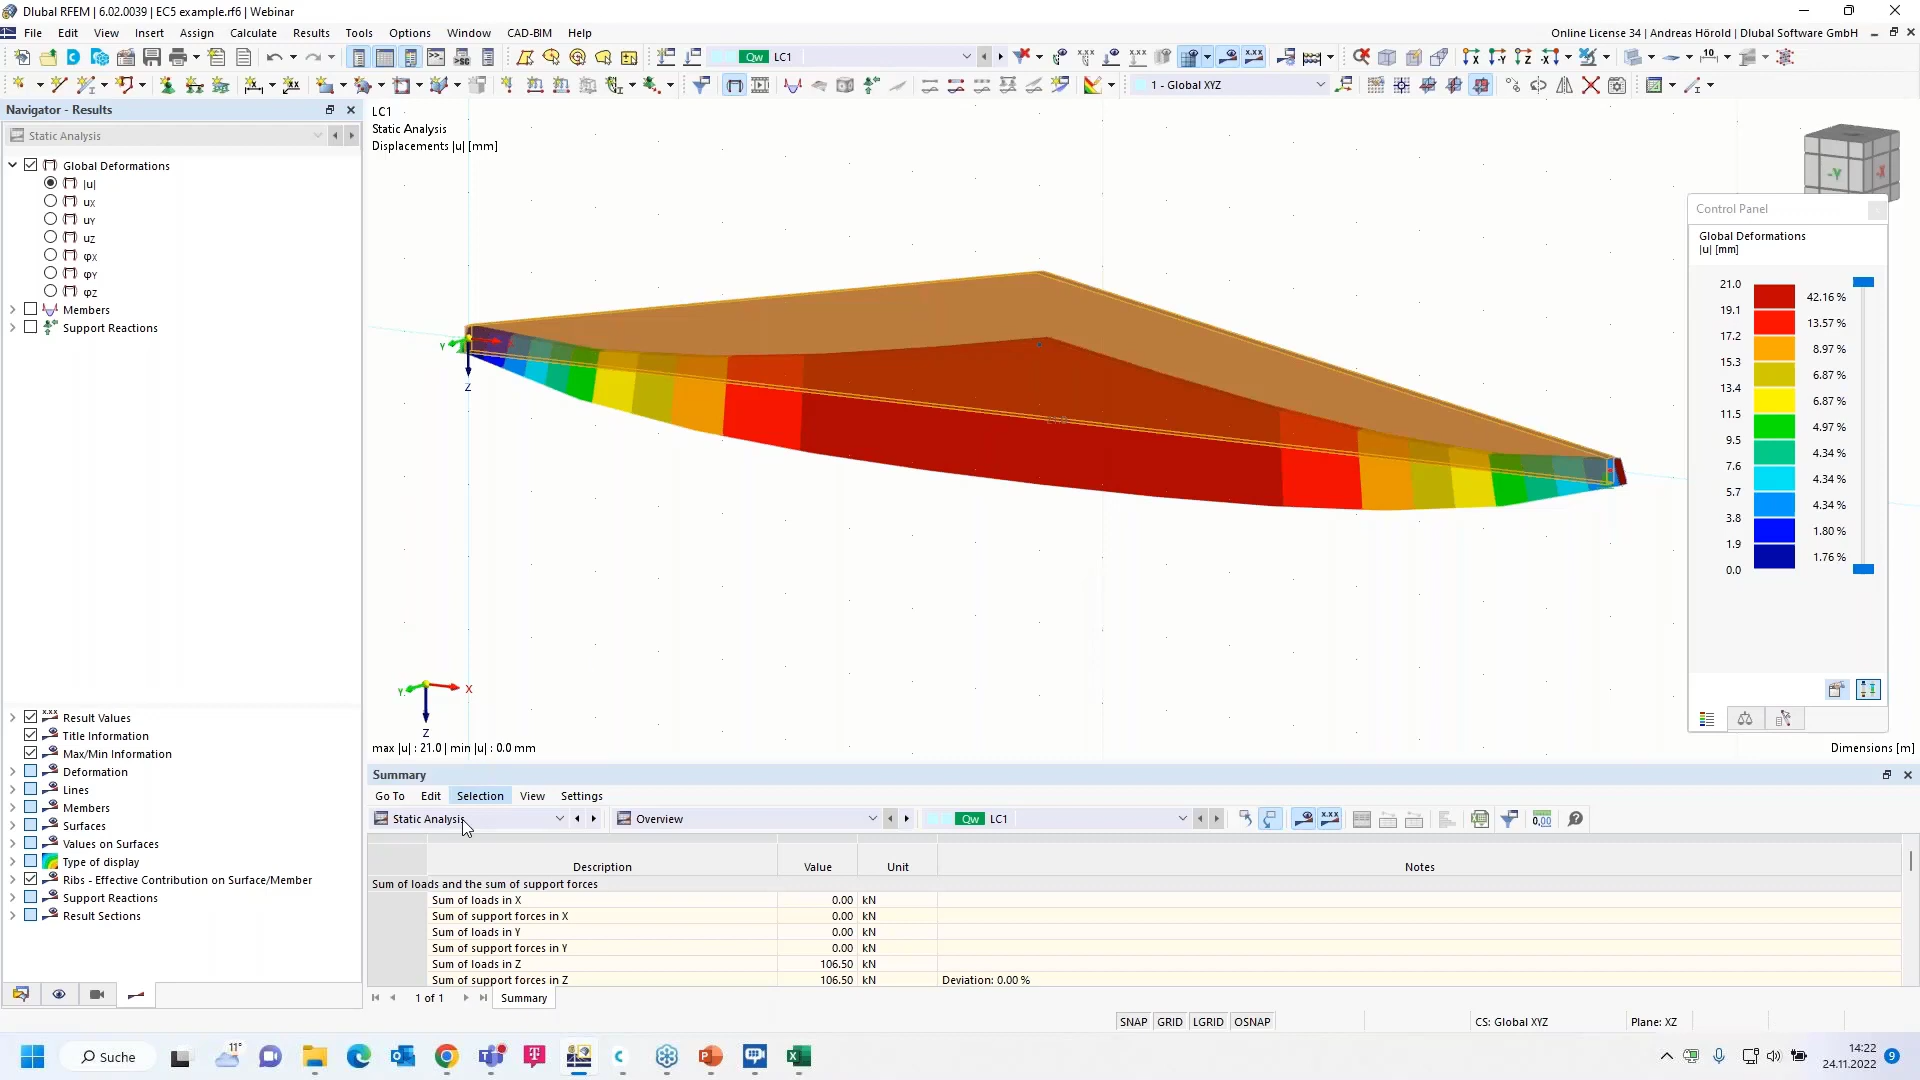 Dlubal RFEM | 6.02.0039 | EC5 example.rf6 | Webinar
File Edit View Insert Assign Calculate Results Tools Options Window CAD-BIM Help
Online License 34 | Andreas Hörold | Dlubal Software GmbH
Qw LC1
1 - Global XYZ
Navigator - Results
Static Analysis
Global Deformations
|u|
uX
uY
uZ
φX
φY
φZ
Members
Support Reactions
Result Values
Title Information
Max/Min Information
Deformation
Lines
Members
Surfaces
Values on Surfaces
Type of display
Ribs - Effective Contribution on Surface/Member
Support Reactions
Result Sections
LC1
Static Analysis
Displacements |u| [mm]
Y
Z
-Y -X
Y X
Z
max |u| : 21.0 | min |u| : 0.0 mm
Dimensions [m]
Control Panel
Global Deformations
|u| [mm]
21.0
42.16 %
19.1
13.57 %
17.2
8.97 %
15.3
6.87 %
13.4
6.87 %
11.5
4.97 %
9.5
4.34 %
7.6
4.34 %
5.7
4.34 %
3.8
1.80 %
1.9
1.76 %
0.0
Summary
Go To Edit Selection View Settings
Static Analysis Overview Qw LC1
Description Value Unit Notes
Sum of loads and the sum of support forces
Sum of loads in X 0.00 kN
Sum of support forces in X 0.00 kN
Sum of loads in Y 0.00 kN
Sum of support forces in Y 0.00 kN
Sum of loads in Z 106.50 kN
Sum of support forces in Z 106.50 kN Deviation: 0.00 %
1 of 1 Summary
SNAP GRID LGRID OSNAP CS: Global XYZ Plane: XZ
Suche 11°
14:22
24.11.2022 9